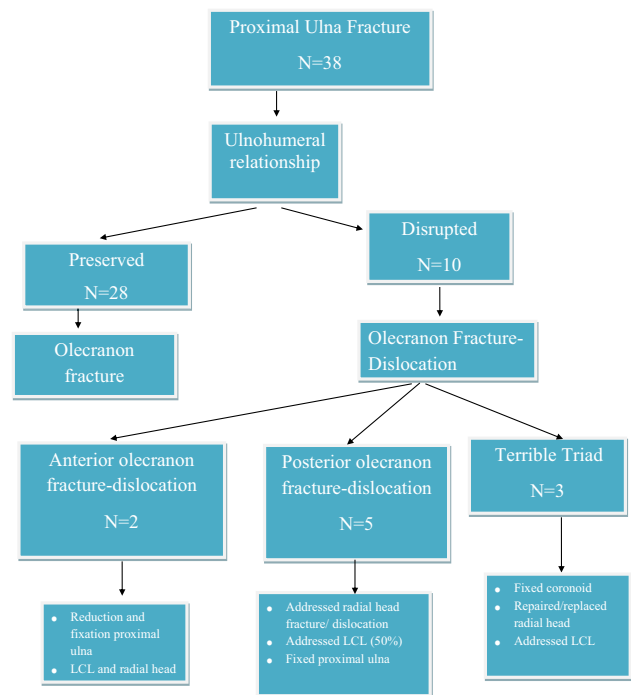 Proximal Ulna Fracture
N=38
Ulnohumeral
relationship
Preserved
N=28
Disrupted
N=10
Olecranon
fracture
Olecranon Fracture-
Dislocation
Anterior olecranon
fracture-dislocation
N=2
Posterior olecranon
fracture-dislocation
N=5
Terrible Triad
N=3
• Reduction and
fixation proximal
ulna
• LCL and radial head
• Addressed radial head
fracture/ dislocation
• Addressed LCL (50%)
• Fixed proximal ulna
• Fixed coronoid
• Repaired/replaced
radial head
• Addressed LCL